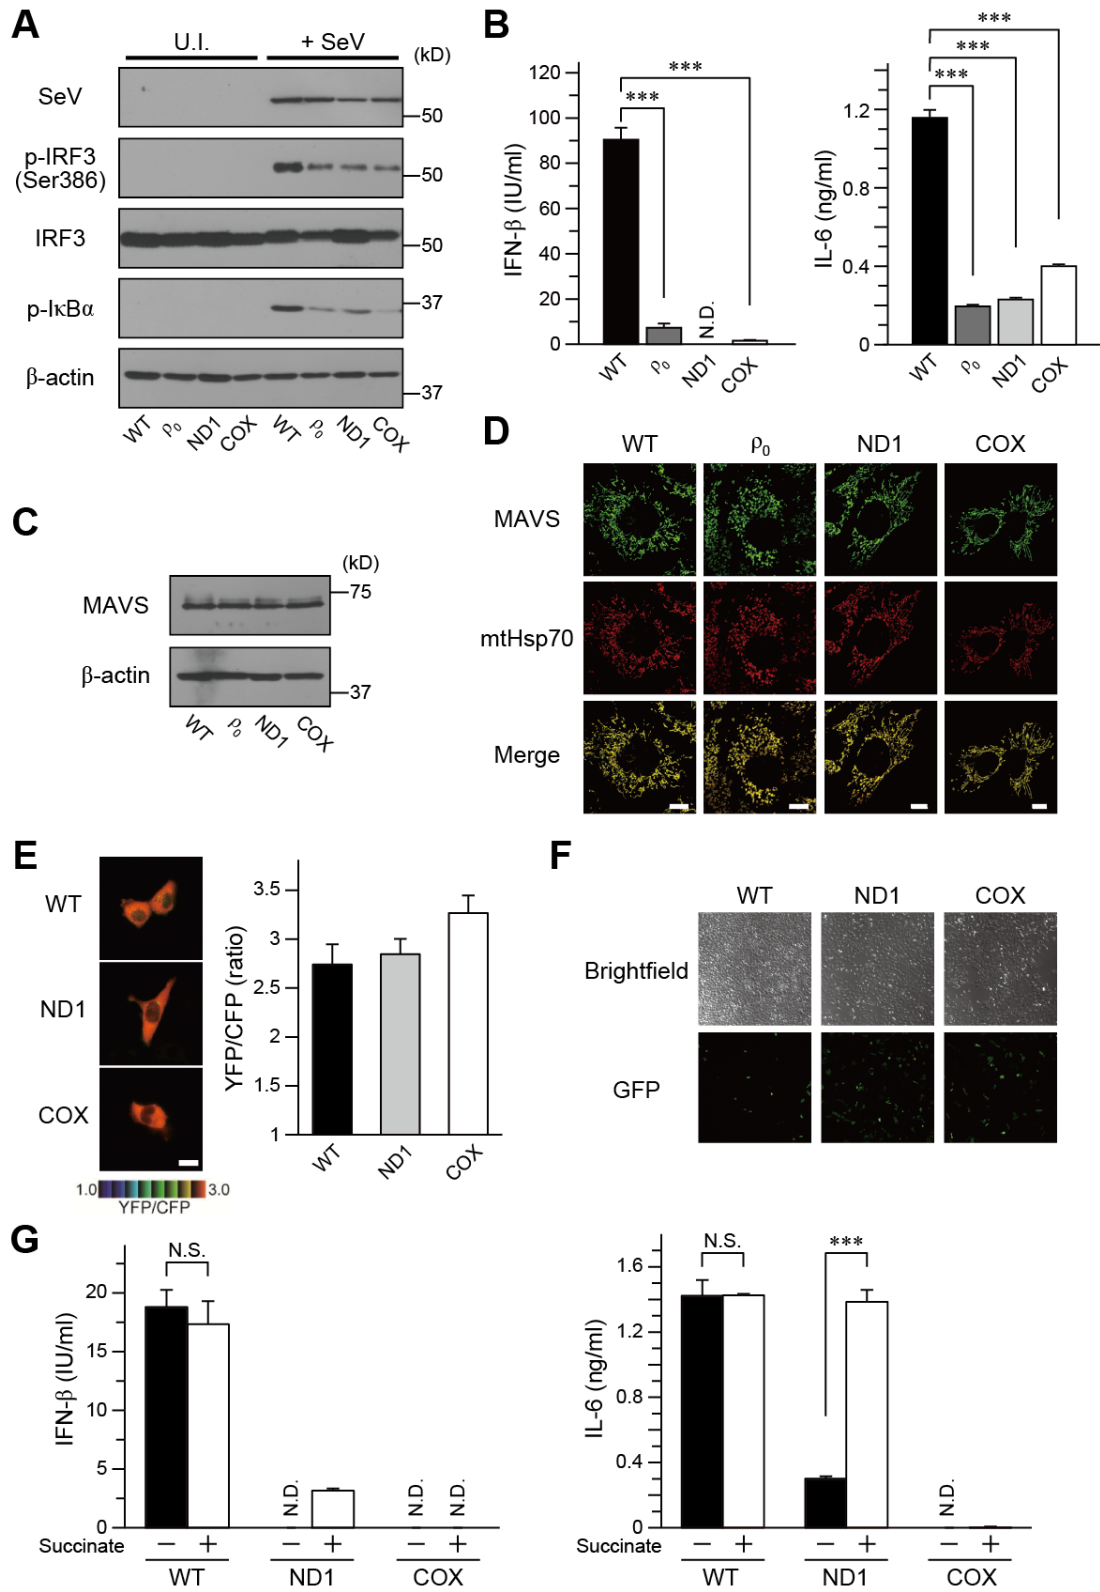 A
U.I.
+ SeV
(kD)
SeV
50
p-IRF3
(Ser386)
50
IRF3
50
p-IκBα
37
β-actin
37
WT ρ0 ND1 COX WT ρ0 ND1 COX
B
IFN-β (IU/ml)
120
100
80
60
40
20
0
***
***
N.D.
WT ρ0 ND1 COX
IL-6 (ng/ml)
1.2
0.8
0.4
0
***
***
***
WT ρ0 ND1 COX
C
(kD)
MAVS
75
β-actin
37
WT ρ0 ND1 COX
D
WT ρ0 ND1 COX
MAVS
mtHsp70
Merge
E
WT
ND1
COX
1.0 3.0
YFP/CFP
YFP/CFP (ratio)
3.5
3
2.5
2
1.5
1
WT ND1 COX
F
WT ND1 COX
Brightfield
GFP
G
IFN-β (IU/ml)
20
15
10
5
0
N.S.
N.D.
N.D. N.D.
Succinate − + − + − +
WT ND1 COX
IL-6 (ng/ml)
1.6
1.2
0.8
0.4
0
N.S.
***
N.D.
Succinate − + − + − +
WT ND1 COX